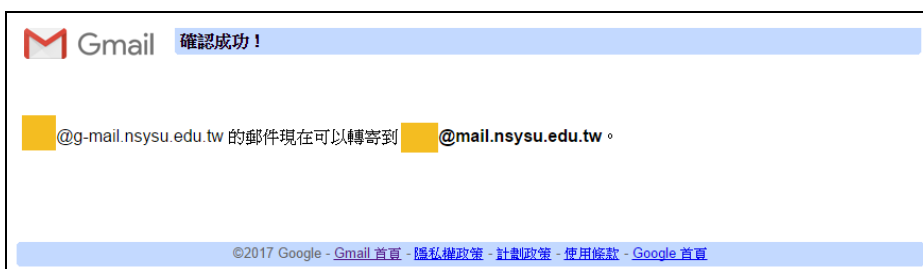 Gmail 確認成功！
@g-mail.nsysu.edu.tw 的郵件現在可以轉寄到 @mail.nsysu.edu.tw。
©2017 Google - Gmail 首頁 - 隱私權政策 - 計劃政策 - 使用條款 - Google 首頁